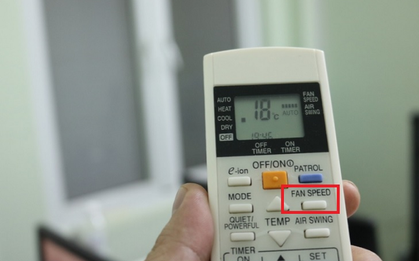 AUTO
HEAT
COOL
DRY
OFF
18°C
AUTO
FAN
SPEED
AIR
SWING
OFF
TIMER
ON
TIMER
OFF/ON
e-ion
PATROL
MODE
FAN SPEED
QUIET/
POWERFUL
TEMP
AIR SWING
TIMER
ON
SET